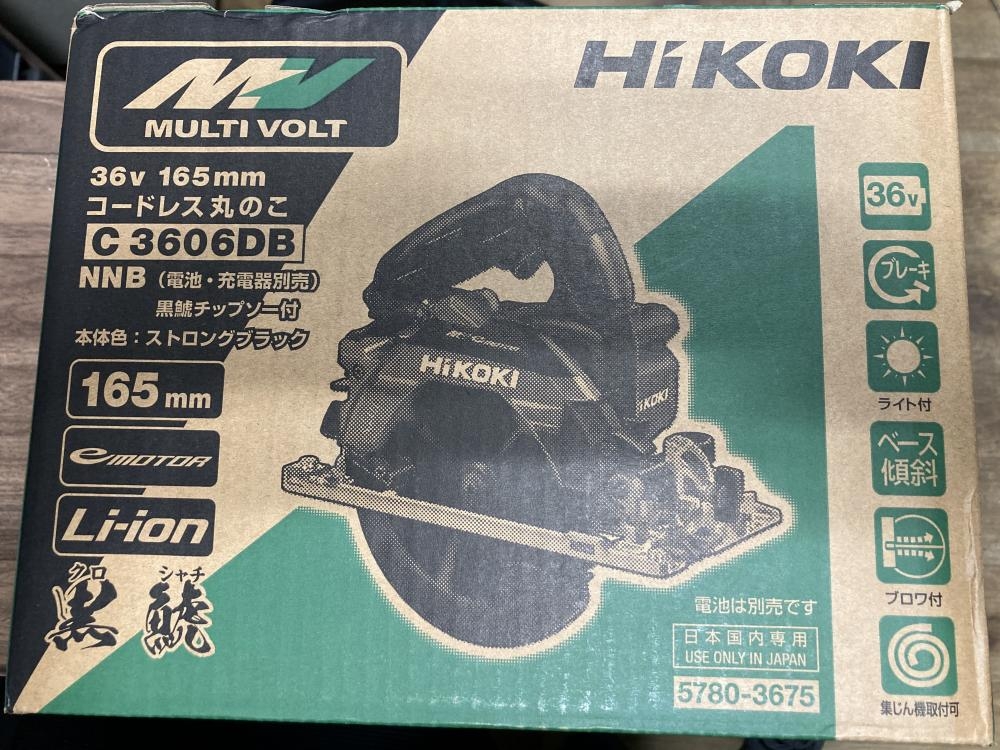 MV
MULTI VOLT
HiKOKI
36v 165mm
コードレス丸のこ
C 3606DB
NNB (電池・充電器別売)
黒鯱チップソー付
本体色：ストロングブラック
165 mm
e MOTOR
Li-ion
クロ シャチ
黒 鯱
HiKOKI
HiKOKI
36v
ブレーキ
ライト付
ベース
傾斜
ブロワ付
集じん機取付可
電池は別売です
日本国内専用
USE ONLY IN JAPAN
5780-3675